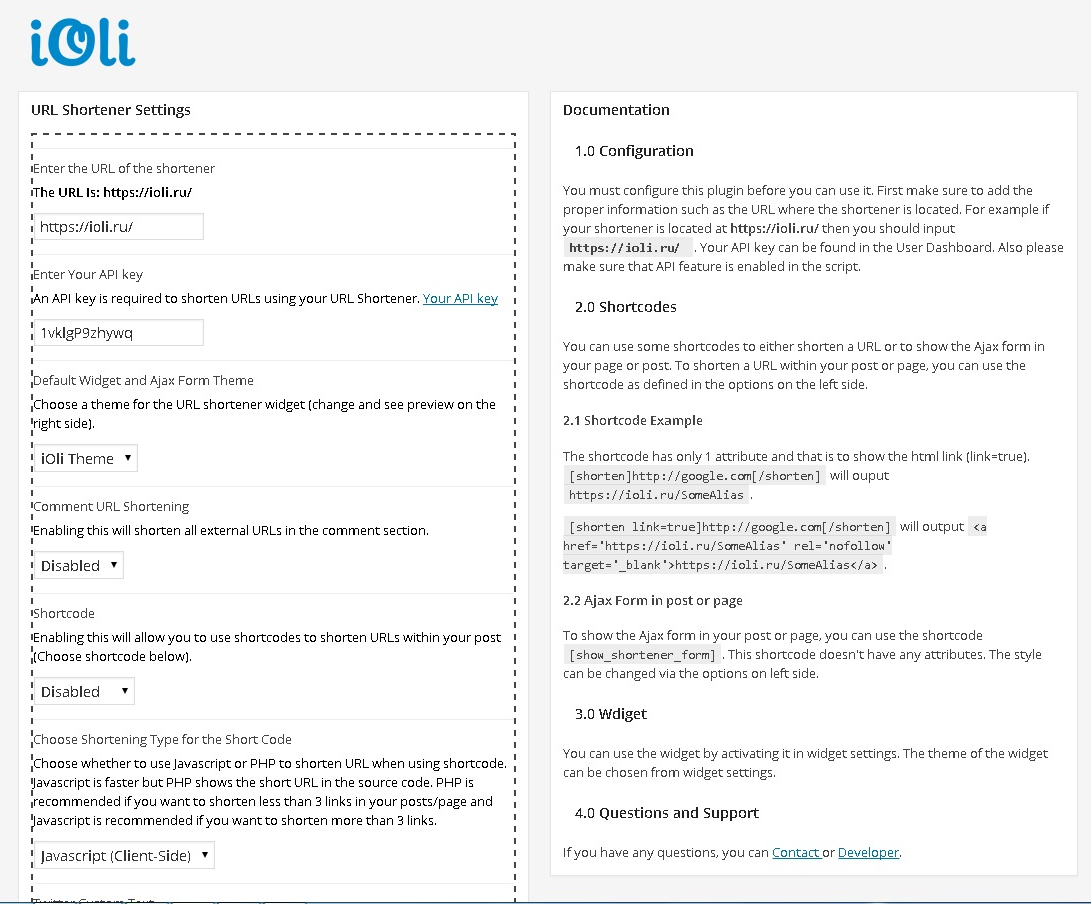 iOli
URL Shortener Settings
Enter the URL of the shortener
The URL Is: https://ioli.ru/
https://ioli.ru/
Enter Your API key
An API key is required to shorten URLs using your URL Shortener. Your API key
1vklgP9zhywq
Default Widget and Ajax Form Theme
Choose a theme for the URL shortener widget (change and see preview on the
right side).
iOli Theme
Comment URL Shortening
Enabling this will shorten all external URLs in the comment section.
Disabled
Shortcode
Enabling this will allow you to use shortcodes to shorten URLs within your post
(Choose shortcode below).
Disabled
Choose Shortening Type for the Short Code
Choose whether to use Javascript or PHP to shorten URL when using shortcode.
Javascript is faster but PHP shows the short URL in the source code. PHP is
recommended if you want to shorten less than 3 links in your posts/page and
Javascript is recommended if you want to shorten more than 3 links.
Javascript (Client-Side)
Twitter Custom Text
Documentation
1.0 Configuration
You must configure this plugin before you can use it. First make sure to add the
proper information such as the URL where the shortener is located. For example if
your shortener is located at https://ioli.ru/ then you should input
https://ioli.ru/ . Your API key can be found in the User Dashboard. Also please
make sure that API feature is enabled in the script.
2.0 Shortcodes
You can use some shortcodes to either shorten a URL or to show the Ajax form in
your page or post. To shorten a URL within your post or page, you can use the
shortcode as defined in the options on the left side.
2.1 Shortcode Example
The shortcode has only 1 attribute and that is to show the html link (link=true).
[shorten]http://google.com[/shorten] will ouput
https://ioli.ru/SomeAlias .
[shorten link=true]http://google.com[/shorten] will output <a
href="https://ioli.ru/SomeAlias" rel="nofollow"
target="_blank">https://ioli.ru/SomeAlias</a> .
2.2 Ajax Form in post or page
To show the Ajax form in your post or page, you can use the shortcode
[show_shortener_form] . This shortcode doesn't have any attributes. The style
can be changed via the options on left side.
3.0 Wdiget
You can use the widget by activating it in widget settings. The theme of the widget
can be chosen from widget settings.
4.0 Questions and Support
If you have any questions, you can Contact or Developer.